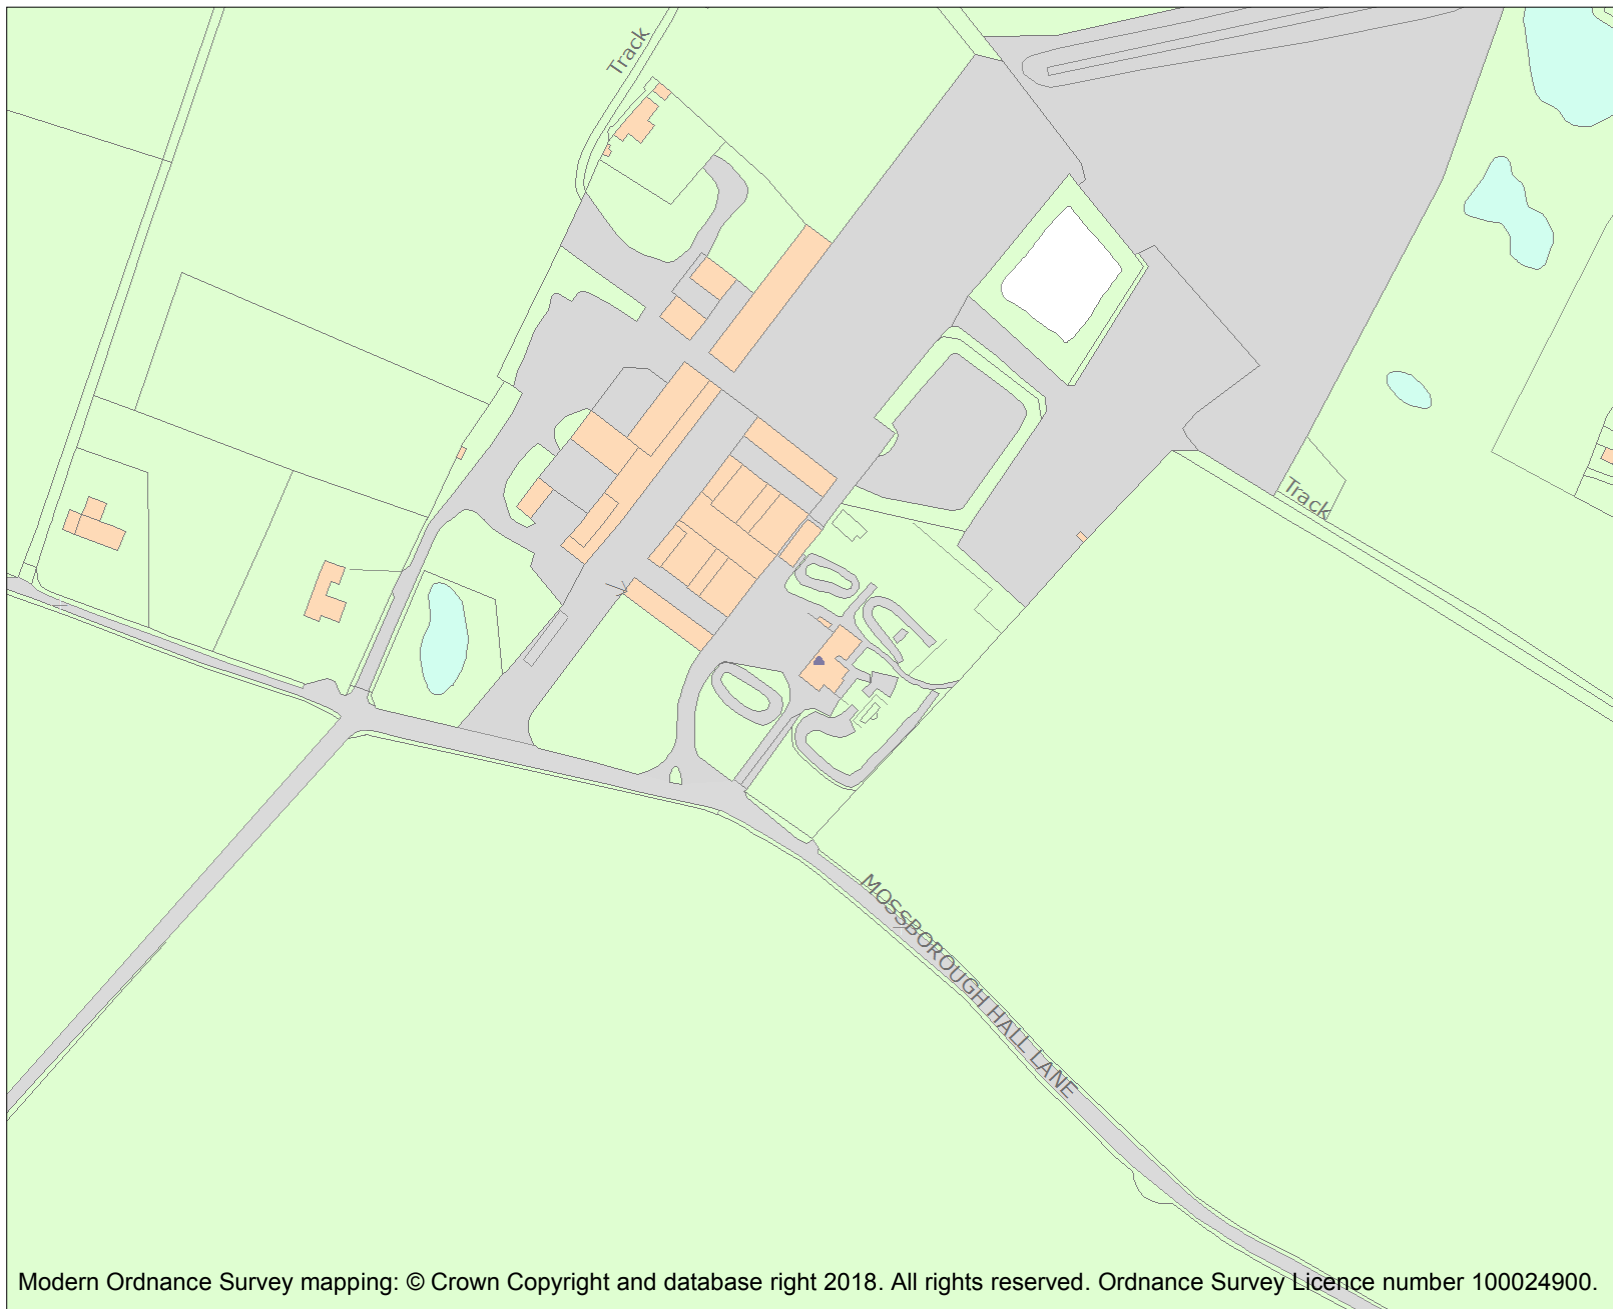 Track
Track
MOSSBOROUGH HALL LANE
Modern Ordnance Survey mapping: © Crown Copyright and database right 2018. All rights reserved. Ordnance Survey Licence number 100024900.